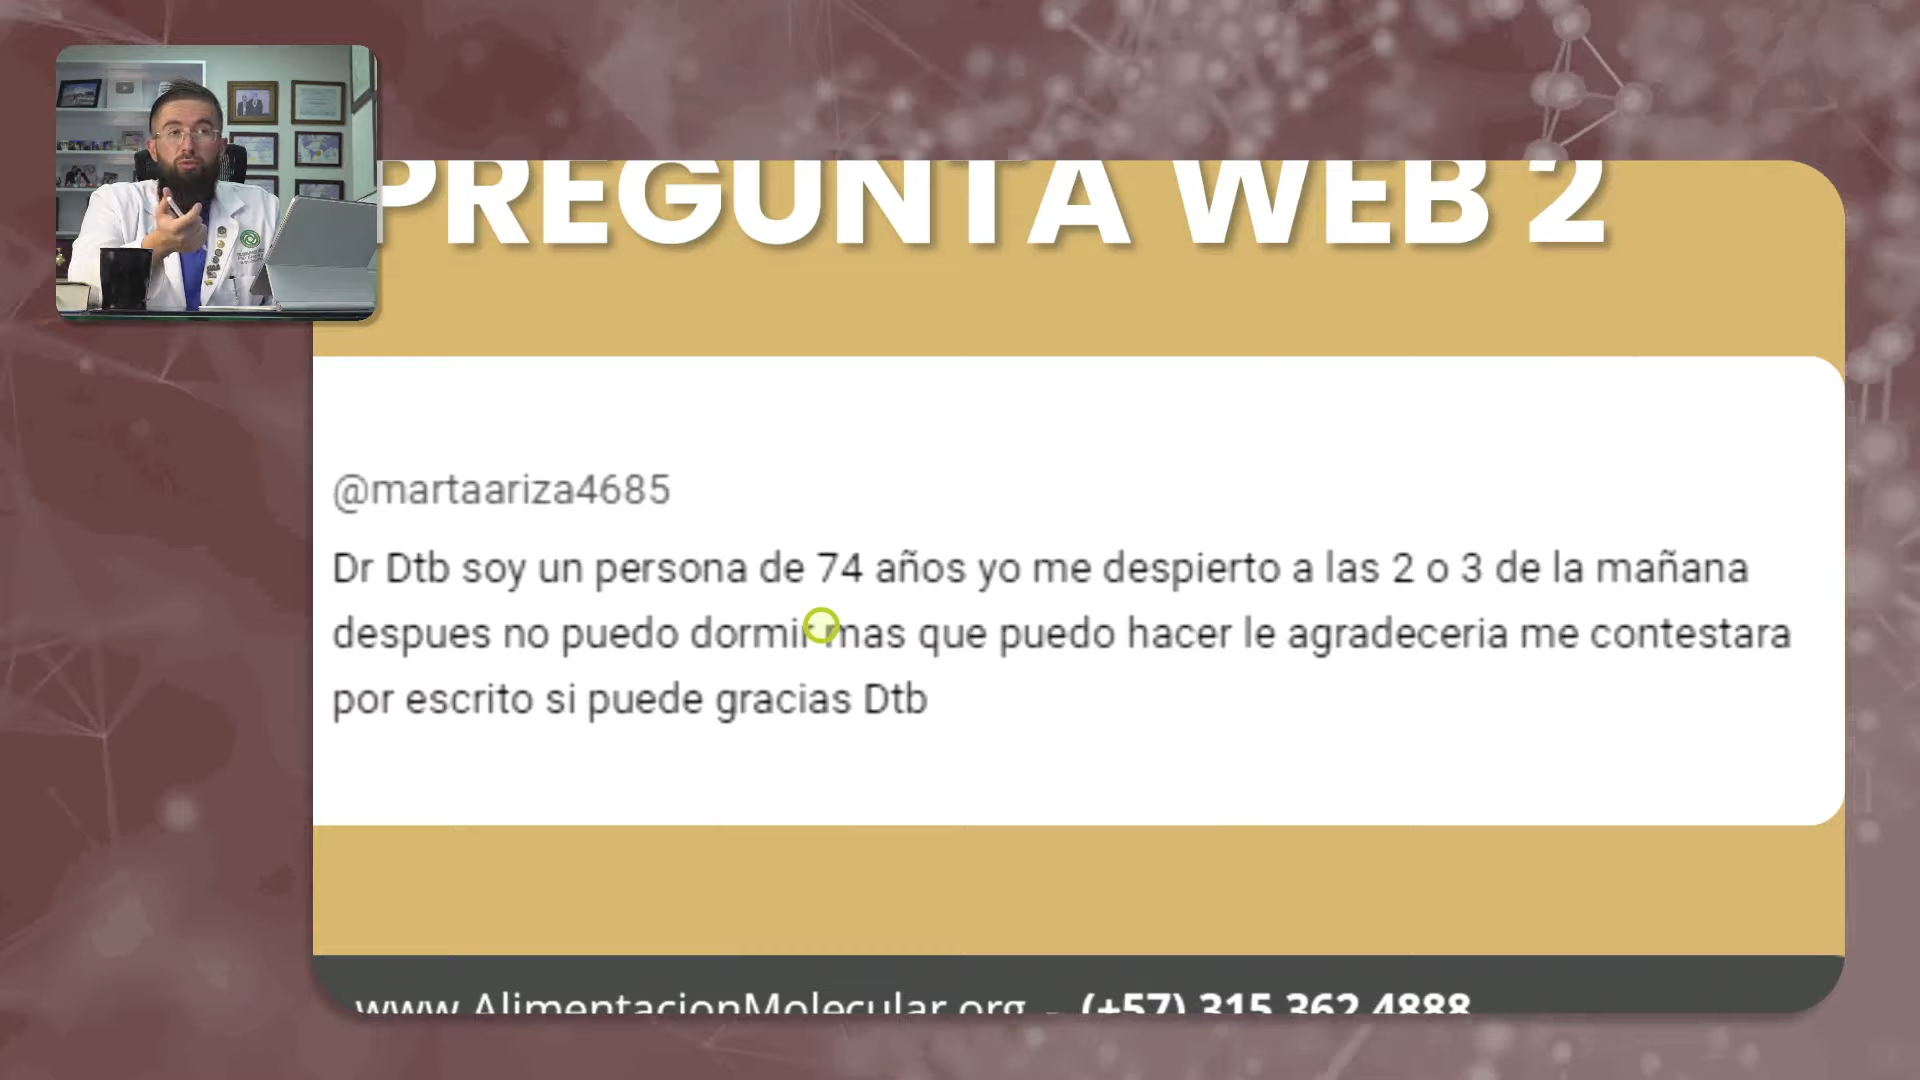 PREGUNTA WEB 2
@martaariza4685
Dr Dtb soy un persona de 74 años yo me despierto a las 2 o 3 de la mañana
despues no puedo dormir mas que puedo hacer le agradeceria me contestara
por escrito si puede gracias Dtb
www.AlimentacionMolecular.org - (+57) 315 362 4888